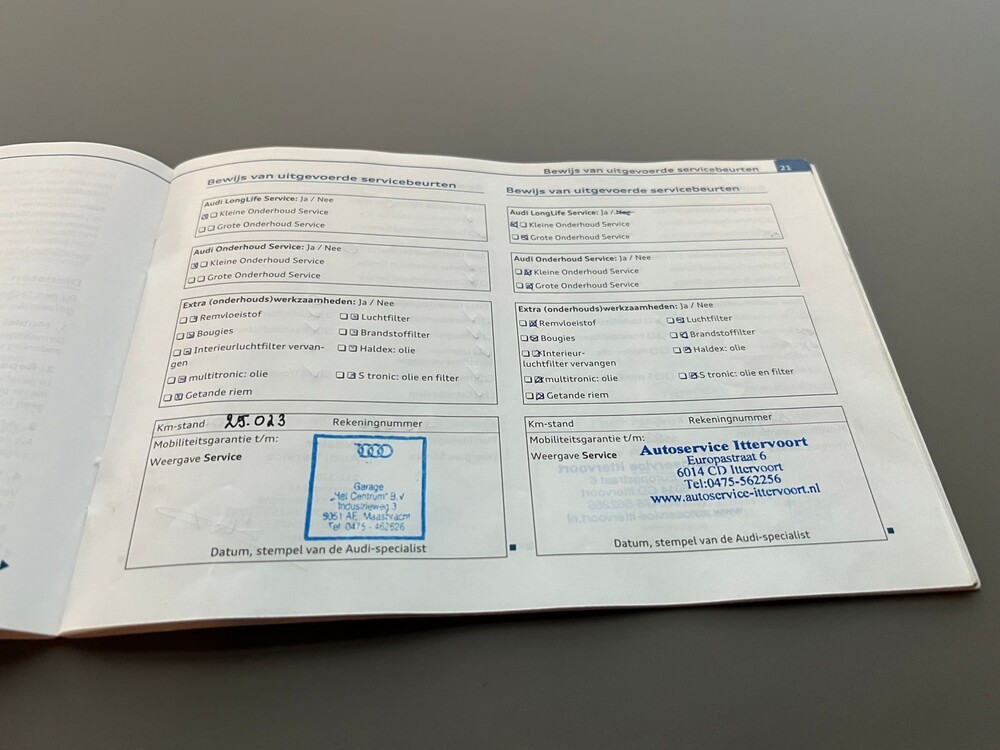 Bewijs van uitgevoerde servicebeurten 21
Bewijs van uitgevoerde servicebeurten
Audi LongLife Service: Ja / Nee
Kleine Onderhoud Service
Grote Onderhoud Service
Audi Onderhoud Service: Ja / Nee
Kleine Onderhoud Service
Grote Onderhoud Service
Extra (onderhouds)werkzaamheden: Ja / Nee
Remvloeistof Luchtfilter
Bougies Brandstoffilter
Interieurluchtfilter vervan- Haldex: olie
gen
multitronic: olie S tronic: olie en filter
Getande riem
Km-stand 25.023 Rekeningnummer
Mobiliteitsgarantie t/m:
Weergave Service
Garage
Centrum" B.V
Industrieweg 3
Tel 0475 -
Datum, stempel van de Audi-specialist
Bewijs van uitgevoerde servicebeurten
Audi LongLife Service: Ja / Nee
Kleine Onderhoud Service
Grote Onderhoud Service
Audi Onderhoud Service: Ja / Nee
Kleine Onderhoud Service
Grote Onderhoud Service
Extra (onderhouds)werkzaamheden: Ja / Nee
Remvloeistof Luchtfilter
Bougies Brandstoffilter
Interieur- Haldex: olie
luchtfilter vervangen
multitronic: olie S tronic: olie en filter
Getande riem
Km-stand Rekeningnummer
Mobiliteitsgarantie t/m:
Weergave Service
Autoservice Ittervoort
Europastraat 6
6014 CD Ittervoort
Tel:0475-562256
www.autoservice-ittervoort.nl
Datum, stempel van de Audi-specialist